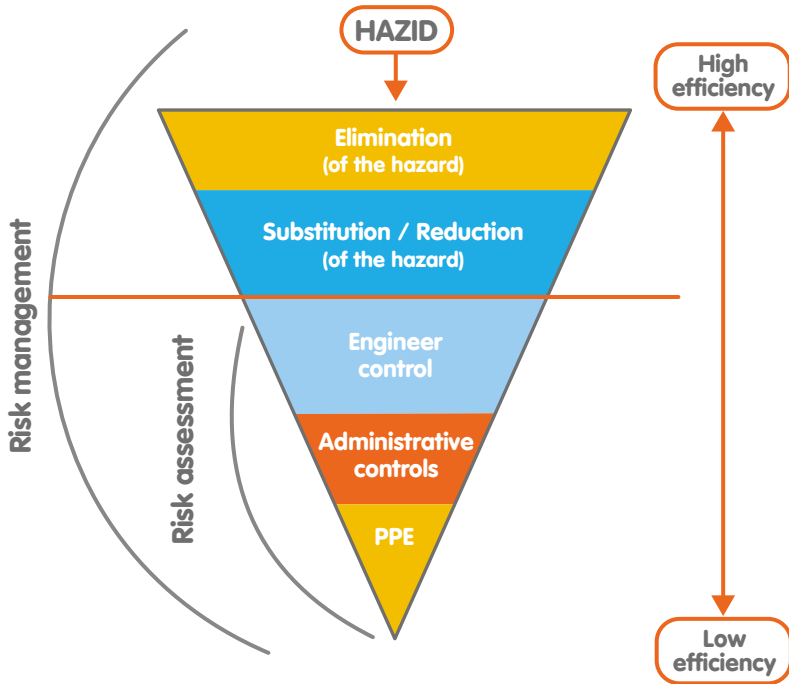 HAZID
High
efficiency
Elimination
(of the hazard)
Substitution / Reduction
(of the hazard)
Risk management
Risk assessment
Engineer
control
Administrative
controls
PPE
Low
efficiency